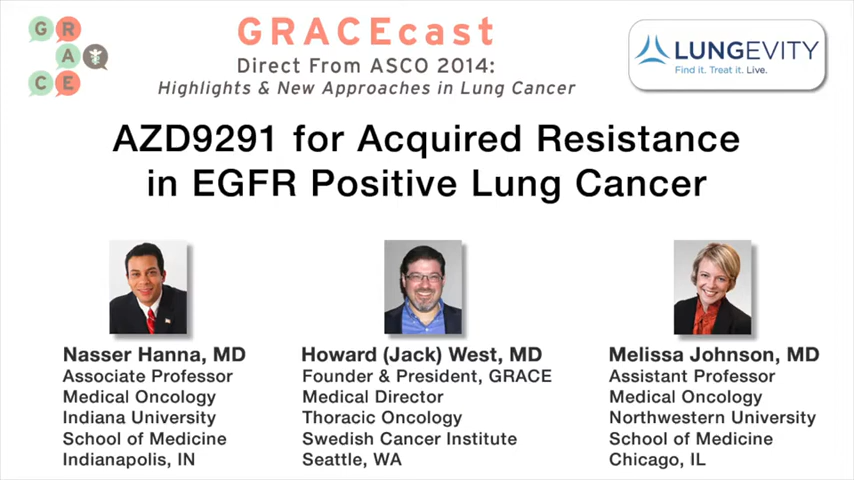 G R
A
C E
GRACEcast
Direct From ASCO 2014:
Highlights & New Approaches in Lung Cancer
LUNGEVITY
Find it. Treat it. Live.
AZD9291 for Acquired Resistance
in EGFR Positive Lung Cancer
Nasser Hanna, MD
Associate Professor
Medical Oncology
Indiana University
School of Medicine
Indianapolis, IN
Howard (Jack) West, MD
Founder & President, GRACE
Medical Director
Thoracic Oncology
Swedish Cancer Institute
Seattle, WA
Melissa Johnson, MD
Assistant Professor
Medical Oncology
Northwestern University
School of Medicine
Chicago, IL